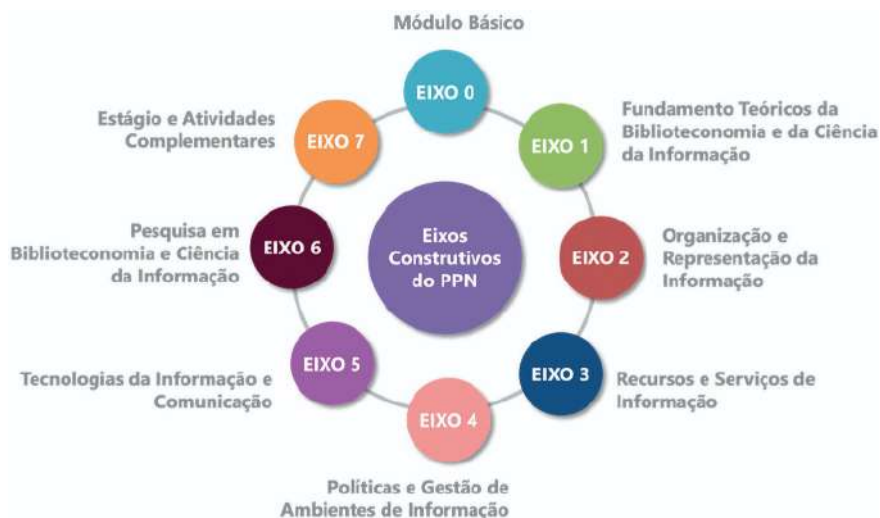 Módulo Básico
EIXO 0
EIXO 1
Fundamento Teóricos da
Biblioteconomia e da Ciência
da Informação
EIXO 2
Organização e
Representação da
Informação
EIXO 3
Recursos e Serviços de
Informação
EIXO 4
Políticas e Gestão de
Ambientes de Informação
EIXO 5
Tecnologias da Informação e
Comunicação
EIXO 6
Pesquisa em
Biblioteconomia e Ciência
da Informação
EIXO 7
Estágio e Atividades
Complementares
Eixos
Construtivos
do PPN